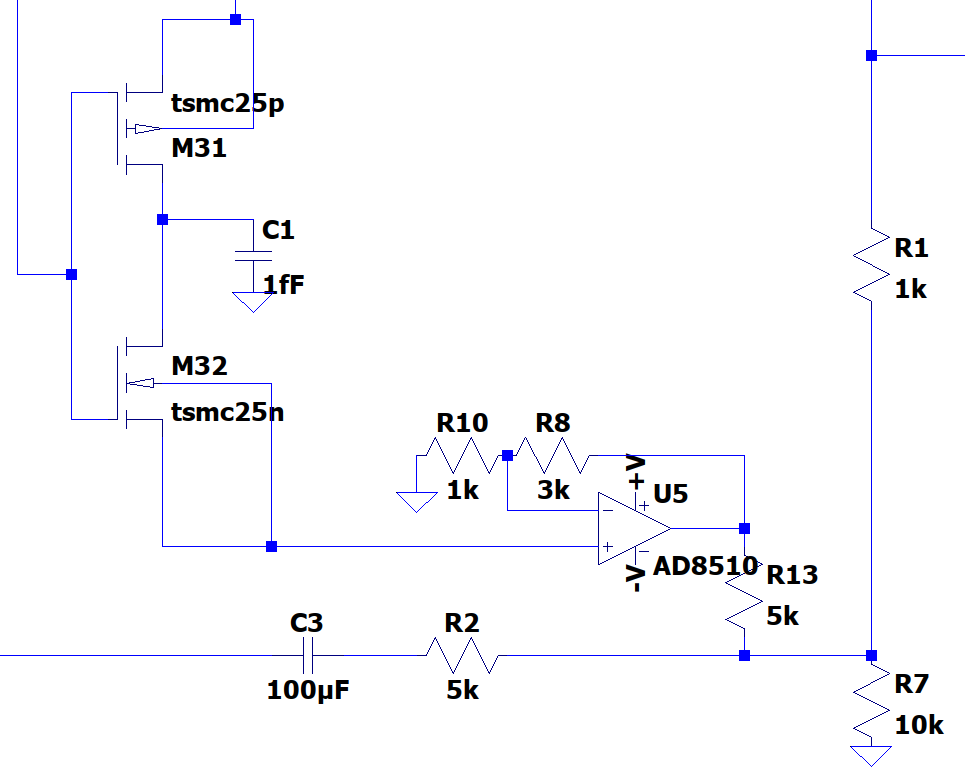 tsmc25p
M31
C1
1fF
R1
1k
M32
tsmc25n
R10
R8
1k
3k
+V
U5
-V
AD8510
R13
5k
C3
R2
100µF
5k
R7
10k